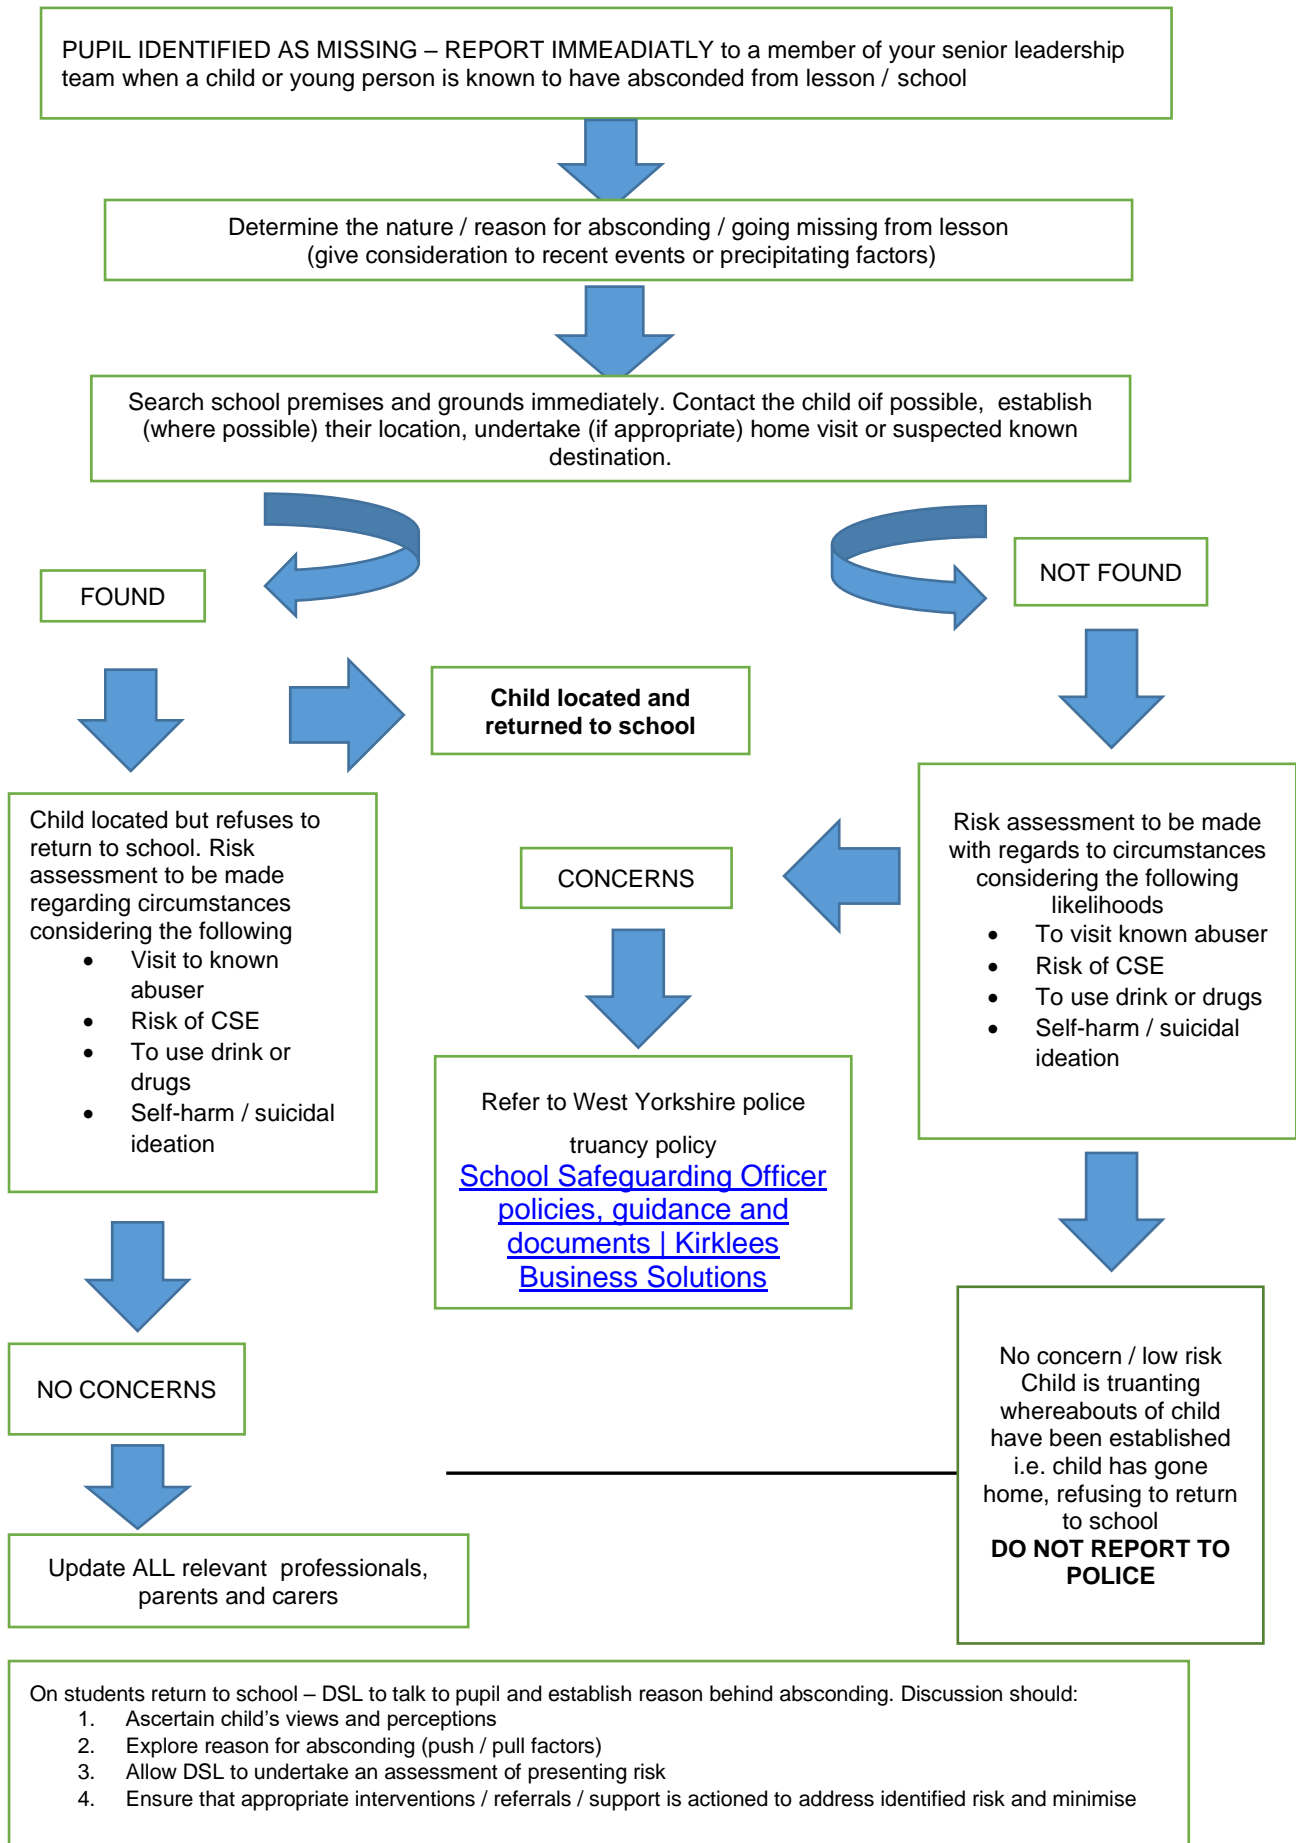 PUPIL IDENTIFIED AS MISSING – REPORT IMMEADIATLY to a member of your senior leadership
team when a child or young person is known to have absconded from lesson / school
Determine the nature / reason for absconding / going missing from lesson
(give consideration to recent events or precipitating factors)
Search school premises and grounds immediately. Contact the child oif possible, establish
(where possible) their location, undertake (if appropriate) home visit or suspected known
destination.
FOUND
NOT FOUND
Child located and
returned to school
Child located but refuses to
return to school. Risk
assessment to be made
regarding circumstances
considering the following
• Visit to known
abuser
• Risk of CSE
• To use drink or
drugs
• Self-harm / suicidal
ideation
CONCERNS
Risk assessment to be made
with regards to circumstances
considering the following
likelihoods
• To visit known abuser
• Risk of CSE
• To use drink or drugs
• Self-harm / suicidal
ideation
Refer to West Yorkshire police
truancy policy
School Safeguarding Officer
policies, guidance and
documents | Kirklees
Business Solutions
NO CONCERNS
No concern / low risk
Child is truanting
whereabouts of child
have been established
i.e. child has gone
home, refusing to return
to school
DO NOT REPORT TO
POLICE
Update ALL relevant professionals,
parents and carers
On students return to school – DSL to talk to pupil and establish reason behind absconding. Discussion should:
1. Ascertain child's views and perceptions
2. Explore reason for absconding (push / pull factors)
3. Allow DSL to undertake an assessment of presenting risk
4. Ensure that appropriate interventions / referrals / support is actioned to address identified risk and minimise